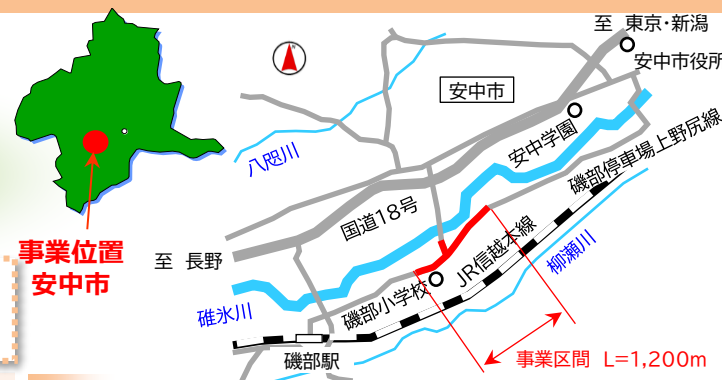 至 東京・新潟
安中市役所
安中市
安中学園
八咫川
磯部停車場上野尻線
国道18号
事業位置
安中市
至 長野
JR信越本線
柳瀬川
磯部小学校
碓氷川
磯部駅
事業区間 L=1,200m